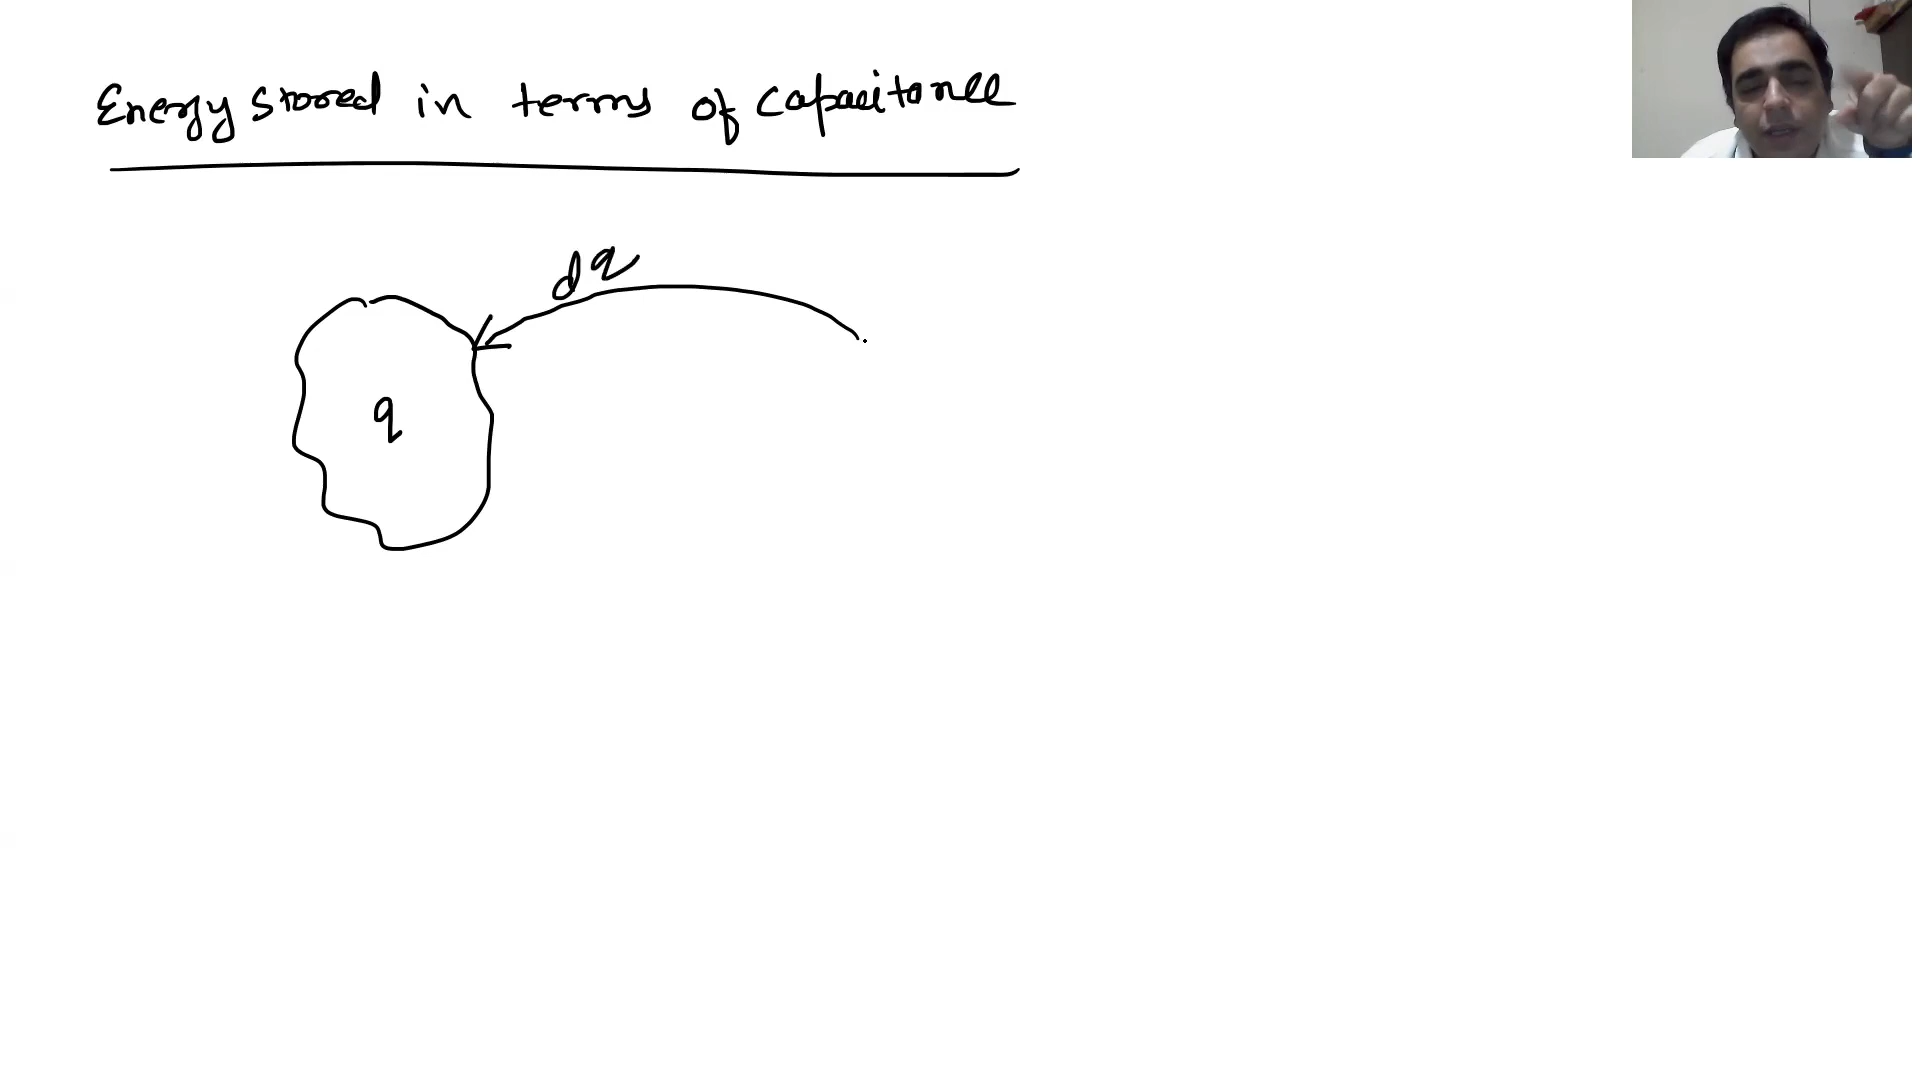 Energy stored in terms of capacitance
dq
q